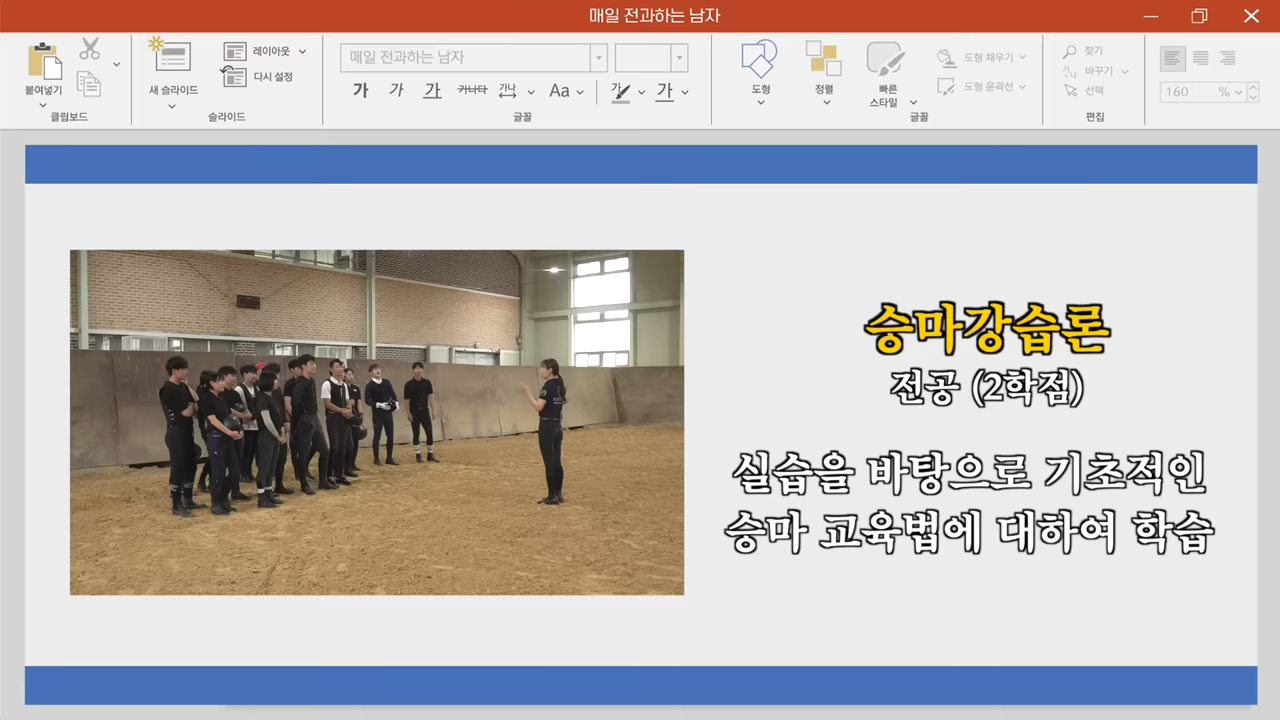 매일 전과하는 남자
붙여넣기
클립보드
새 슬라이드
레이아웃
다시 설정
슬라이드
매일 전과하는 남자
가 가 가 가나다 간나 Aa 가 가
글꼴
도형
정렬
빠른
스타일
도형 채우기
도형 윤곽선
글꼴
찾기
바꾸기
선택
편집
160 %
승마강습론
전공 (2학점)
실습을 바탕으로 기초적인
승마 교육법에 대하여 학습